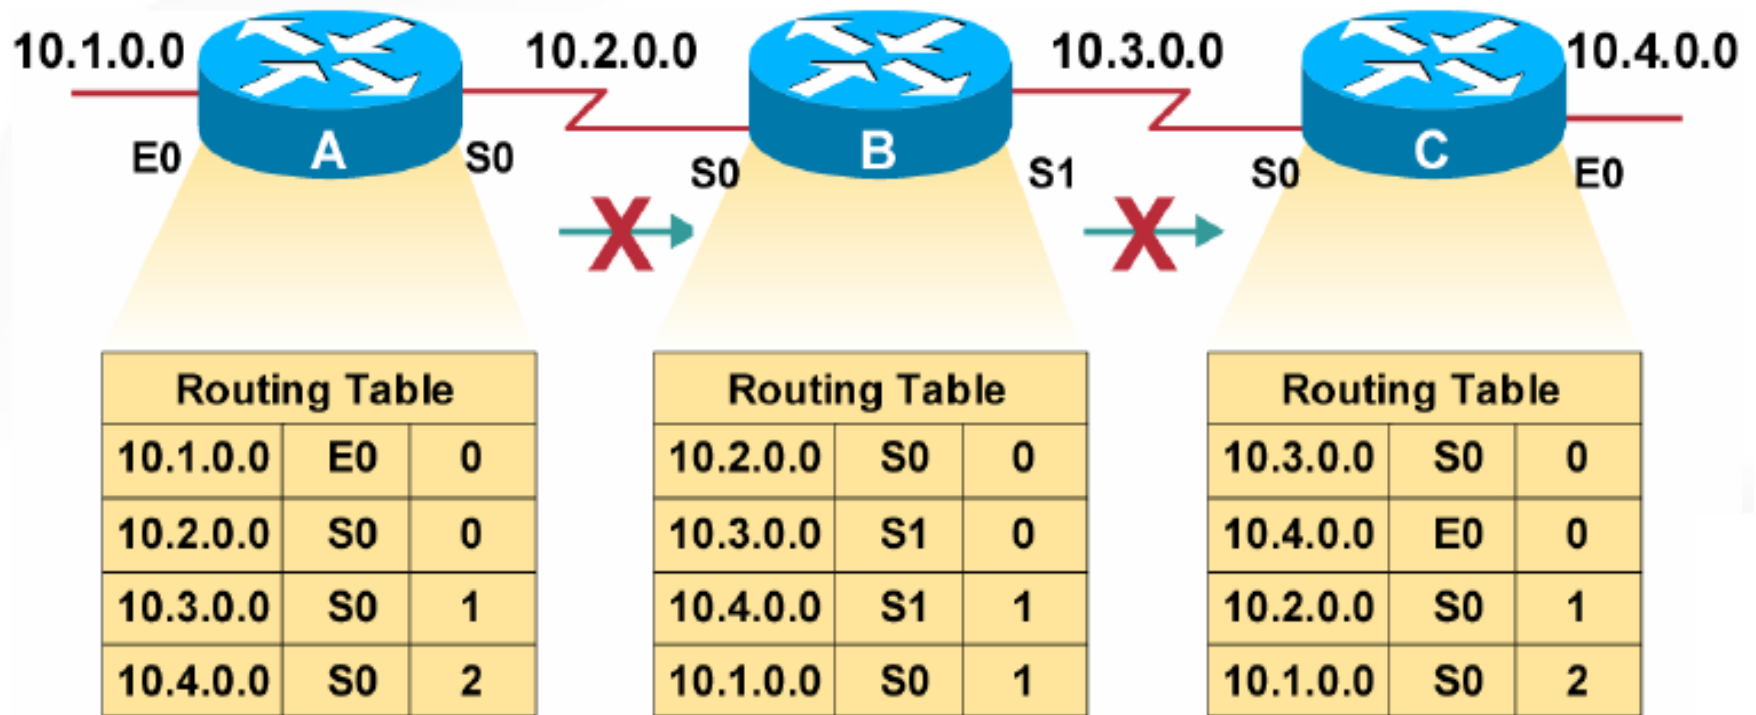 10.1.0.0 10.2.0.0 10.3.0.0 10.4.0.0
A B C
E0 S0 S0 S1 S0 E0
X X
Routing Table
10.1.0.0 E0 0
10.2.0.0 S0 0
10.3.0.0 S0 1
10.4.0.0 S0 2
Routing Table
10.2.0.0 S0 0
10.3.0.0 S1 0
10.4.0.0 S1 1
10.1.0.0 S0 1
Routing Table
10.3.0.0 S0 0
10.4.0.0 E0 0
10.2.0.0 S0 1
10.1.0.0 S0 2